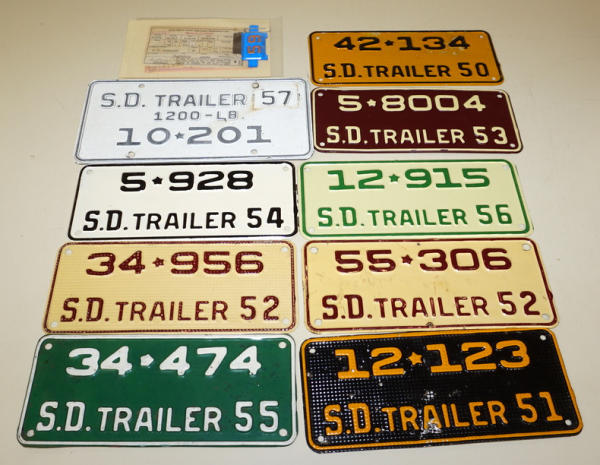 59
42★134
S.D. TRAILER 50
S.D. TRAILER 57
1200-LB.
10★201
5★8004
S.D. TRAILER 53
5★928
S.D. TRAILER 54
12★915
S.D. TRAILER 56
34★956
S.D. TRAILER 52
55★306
S.D. TRAILER 52
34★474
S.D. TRAILER 55
12★123
S.D. TRAILER 51